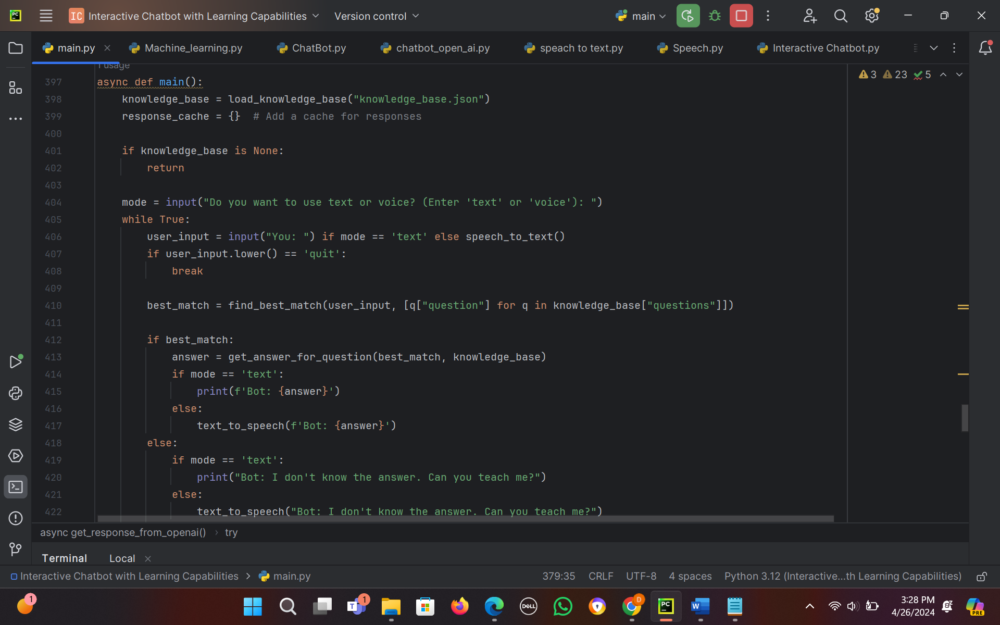 PC
IC Interactive Chatbot with Learning Capabilities
Version control
main
main.py
Machine_learning.py
ChatBot.py
chatbot_open_ai.py
speach to text.py
Speech.py
Interactive Chatbot.py
1 usage
3 23 5
397 async def main():
398     knowledge_base = load_knowledge_base("knowledge_base.json")
399     response_cache = {}  # Add a cache for responses
400
401     if knowledge_base is None:
402         return
403
404     mode = input("Do you want to use text or voice? (Enter 'text' or 'voice'): ")
405     while True:
406         user_input = input("You: ") if mode == 'text' else speech_to_text()
407         if user_input.lower() == 'quit':
408             break
409
410         best_match = find_best_match(user_input, [q["question"] for q in knowledge_base["questions"]])
411
412         if best_match:
413             answer = get_answer_for_question(best_match, knowledge_base)
414             if mode == 'text':
415                 print(f'Bot: {answer}')
416             else:
417                 text_to_speech(f'Bot: {answer}')
418         else:
419             if mode == 'text':
420                 print("Bot: I don't know the answer. Can you teach me?")
421             else:
422                 text_to_speech("Bot: I don't know the answer. Can you teach me?")
async get_response_from_openai() › try
Terminal
Local
Interactive Chatbot with Learning Capabilities > main.py
379:35
CRLF
UTF-8
4 spaces
Python 3.12 (Interactive...th Learning Capabilities)
1
T
1
DELL
D
PC
W
3:28 PM
4/26/2024
PRE